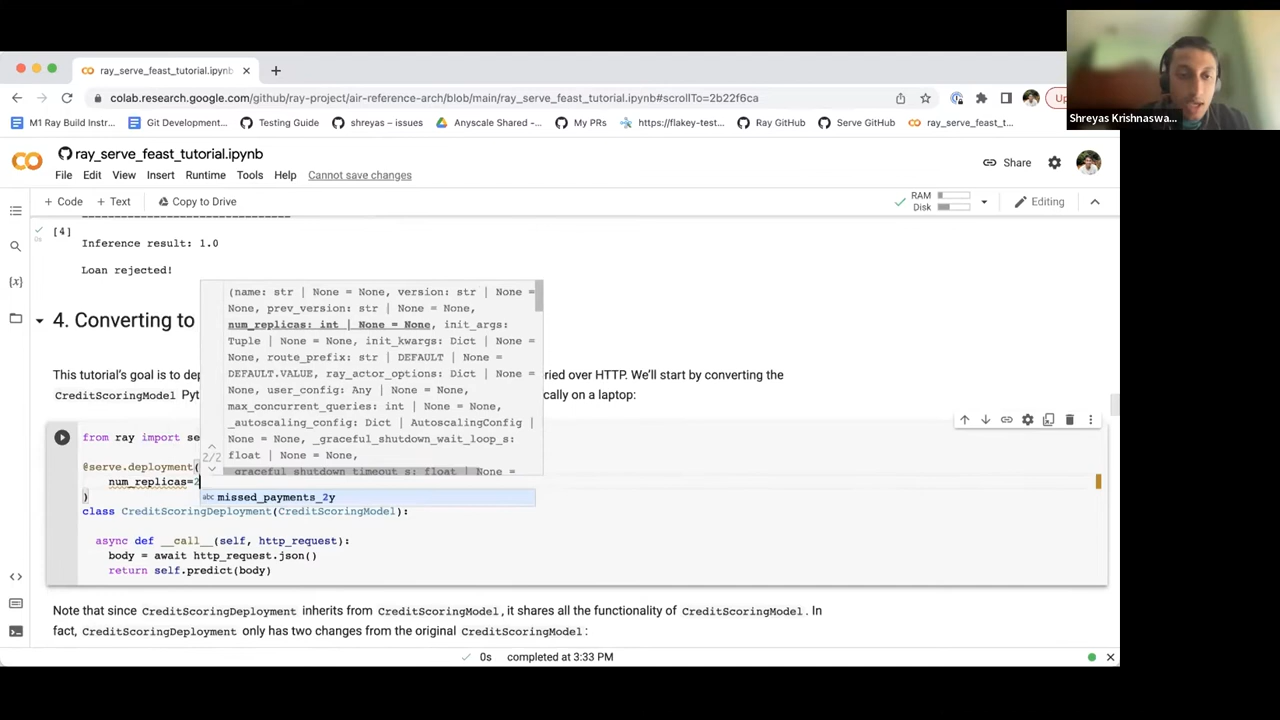 ray_serve_feast_tutorial.ipynb
colab.research.google.com/github/ray-project/air-reference-arch/blob/main/ray_serve_feast_tutorial.ipynb#scrollTo=2b22f6ca
Up
Shreyas Krishnaswa...
M1 Ray Build Instr... Git Development... Testing Guide shreyas – issues Anyscale Shared -... My PRs https://flakey-test... Ray GitHub Serve GitHub ray_serve_feast_t...
ray_serve_feast_tutorial.ipynb
Share
File Edit View Insert Runtime Tools Help Cannot save changes
+ Code + Text Copy to Drive
RAM
Disk
Editing
[4]
0s
Inference result: 1.0
Loan rejected!
(name: str | None = None, version: str | None =
None, prev_version: str | None = None,
num_replicas: int | None = None, init_args:
Tuple | None = None, init_kwargs: Dict | None =
None, route_prefix: str | DEFAULT | None =
DEFAULT.VALUE, ray_actor_options: Dict | None =
None, user_config: Any | None = None,
max_concurrent_queries: int | None = None,
_autoscaling_config: Dict | AutoscalingConfig |
None = None, _graceful_shutdown_wait_loop_s:
float | None = None,
_graceful_shutdown_timeout_s: float | None =
2/2
4. Converting to
This tutorial's goal is to de ried over HTTP. We'll start by converting the
CreditScoringModel Pyt cally on a laptop:
from ray import se
@serve.deployment(
num_replicas=2
abc missed_payments_2y
)
class CreditScoringDeployment(CreditScoringModel):
async def __call__(self, http_request):
body = await http_request.json()
return self.predict(body)
Note that since CreditScoringDeployment inherits from CreditScoringModel, it shares all the functionality of CreditScoringModel. In
fact, CreditScoringDeployment only has two changes from the original CreditScoringModel:
0s completed at 3:33 PM